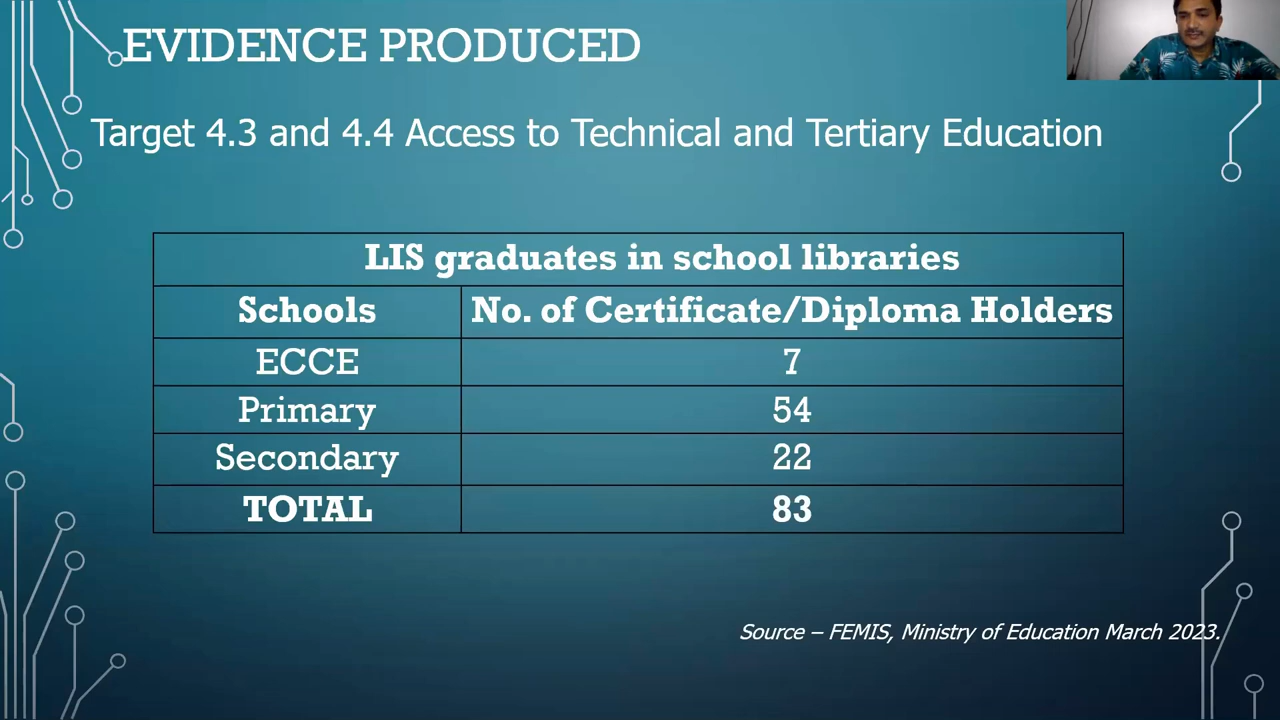 EVIDENCE PRODUCED
Target 4.3 and 4.4 Access to Technical and Tertiary Education
LIS graduates in school libraries
Schools No. of Certificate/Diploma Holders
ECCE 7
Primary 54
Secondary 22
TOTAL 83
Source – FEMIS, Ministry of Education March 2023.